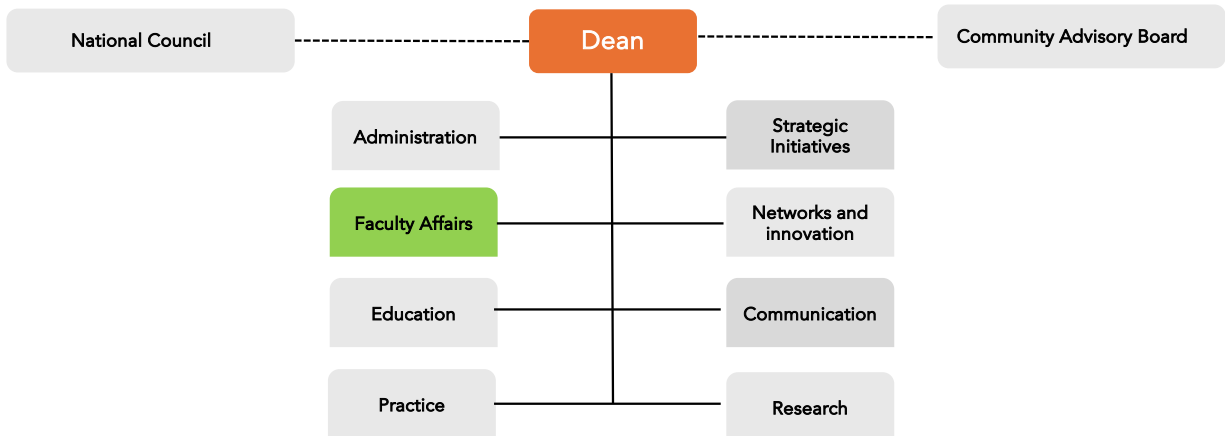 National Council
Dean
Community Advisory Board
Administration
Strategic
Initiatives
Faculty Affairs
Networks and
innovation
Education
Communication
Practice
Research